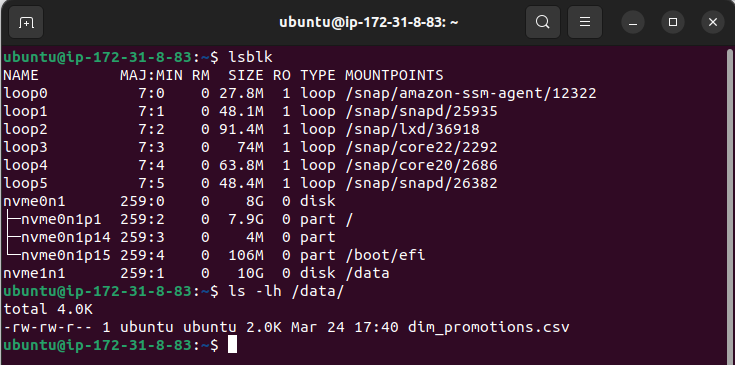 ubuntu@ip-172-31-8-83: ~
ubuntu@ip-172-31-8-83:~$ lsblk
NAME         MAJ:MIN RM  SIZE RO TYPE MOUNTPOINTS
loop0          7:0    0 27.8M  1 loop /snap/amazon-ssm-agent/12322
loop1          7:1    0 48.1M  1 loop /snap/snapd/25935
loop2          7:2    0 91.4M  1 loop /snap/lxd/36918
loop3          7:3    0   74M  1 loop /snap/core22/2292
loop4          7:4    0 63.8M  1 loop /snap/core20/2686
loop5          7:5    0 48.4M  1 loop /snap/snapd/26382
nvme0n1      259:0    0    8G  0 disk
├─nvme0n1p1  259:2    0  7.9G  0 part /
├─nvme0n1p14 259:3    0    4M  0 part
└─nvme0n1p15 259:4    0  106M  0 part /boot/efi
nvme1n1      259:1    0   10G  0 disk /data
ubuntu@ip-172-31-8-83:~$ ls -lh /data/
total 4.0K
-rw-rw-r-- 1 ubuntu ubuntu 2.0K Mar 24 17:40 dim_promotions.csv
ubuntu@ip-172-31-8-83:~$